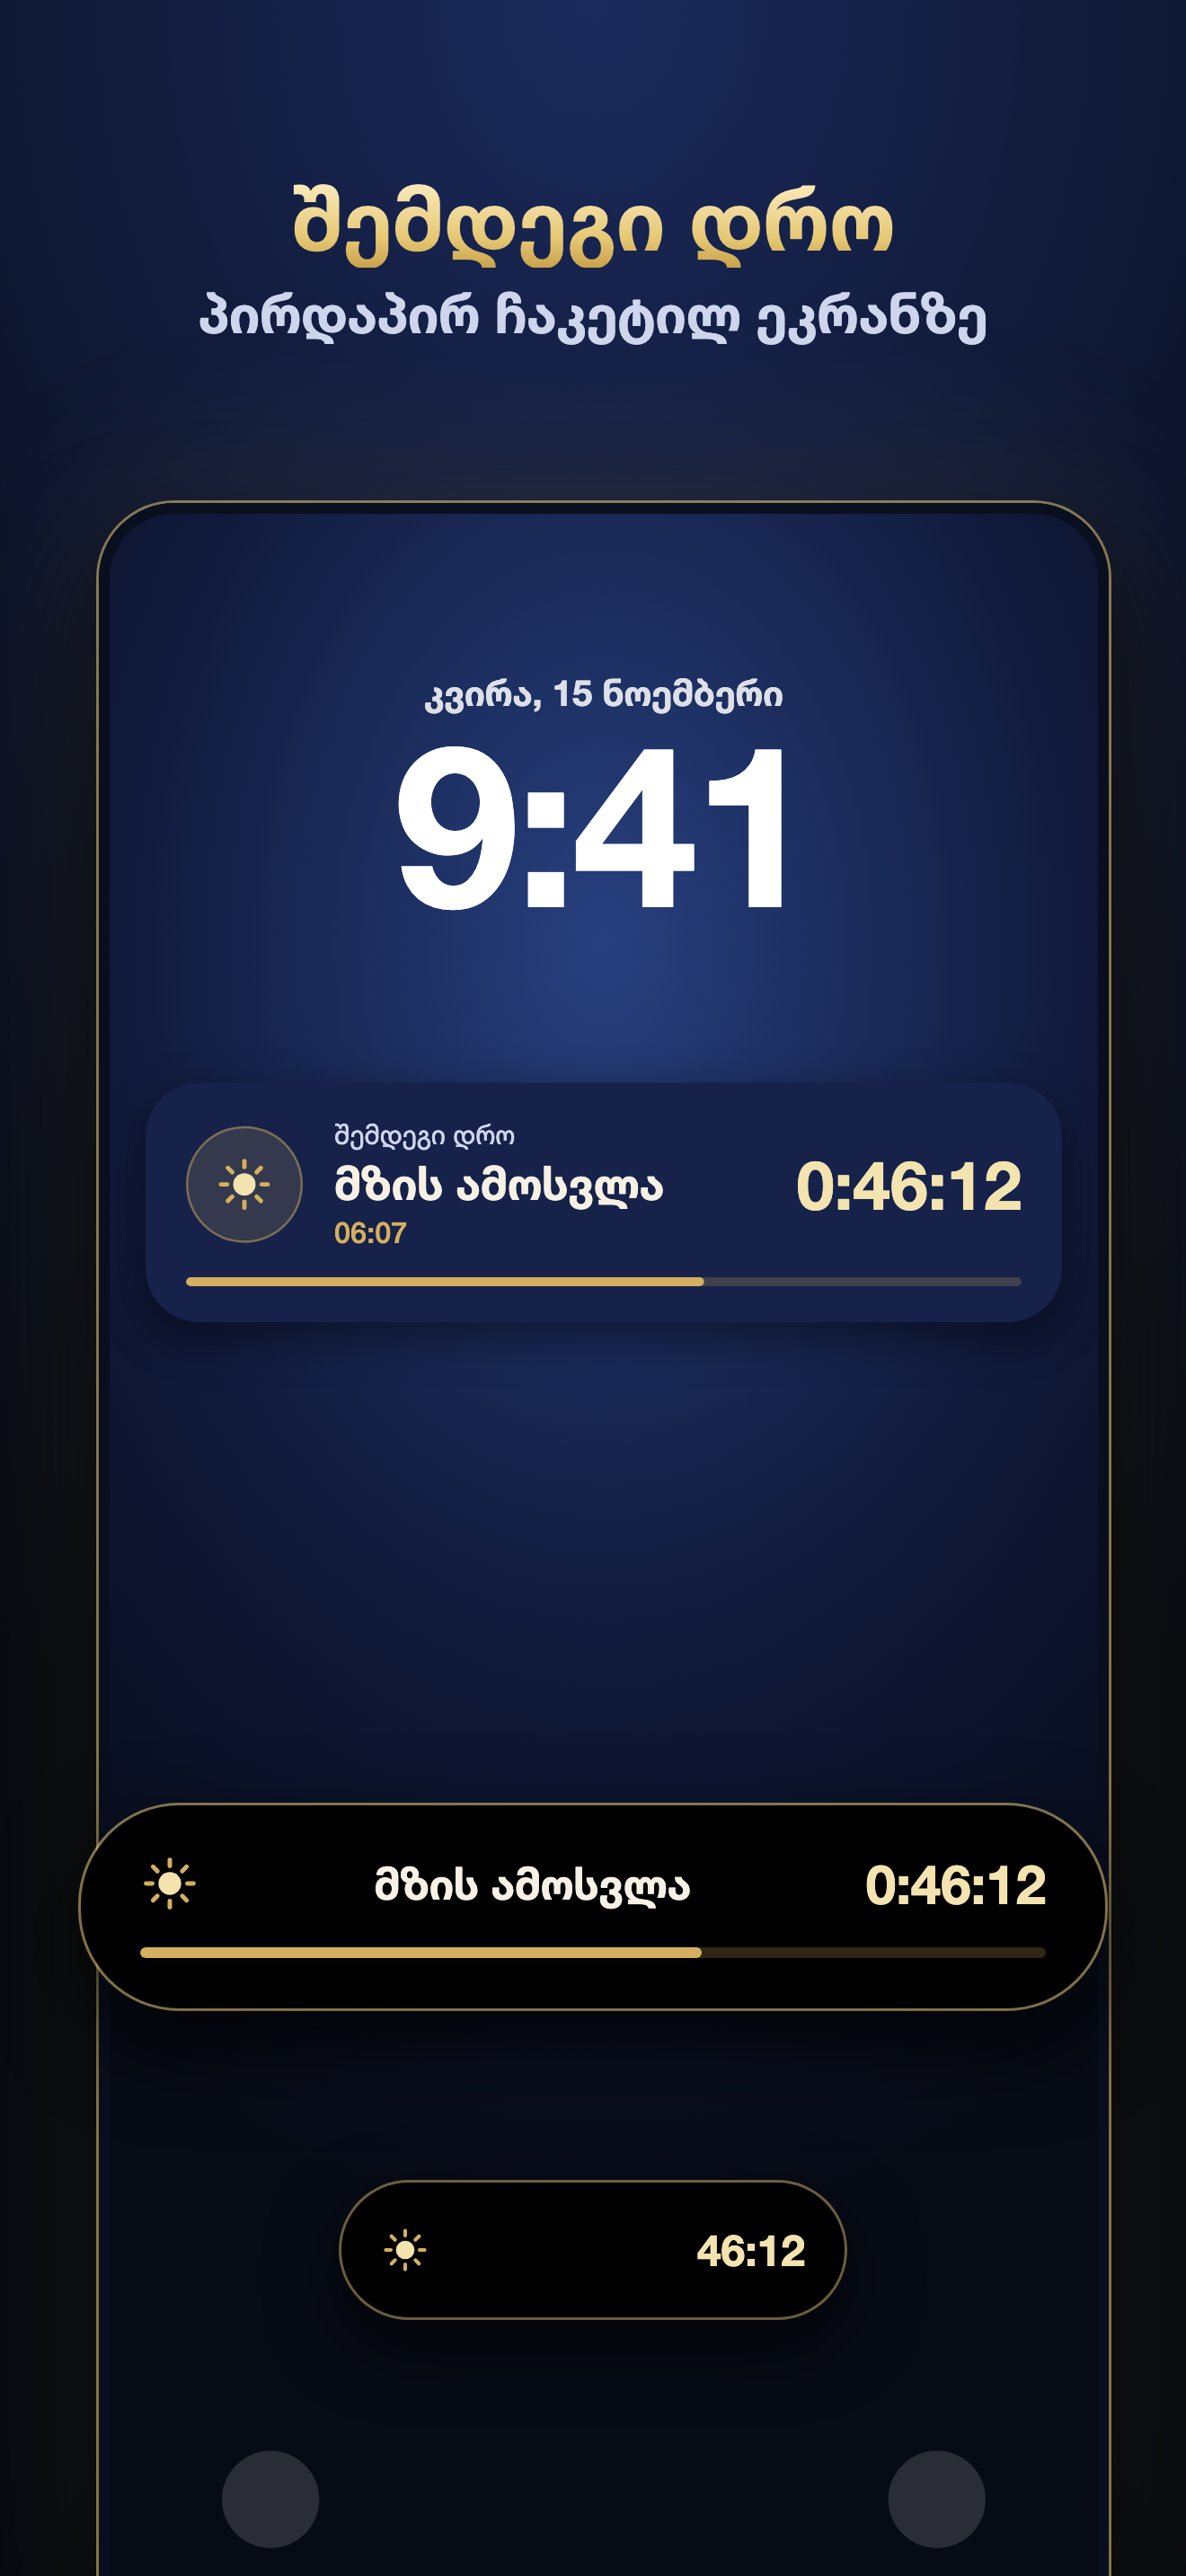 შემდეგი დრო
პირდაპირ ჩაკეტილ ეკრანზე
კვირა, 15 ნოემბერი
9:41
შემდეგი დრო
მზის ამოსვლა
06:07
0:46:12
მზის ამოსვლა
0:46:12
46:12